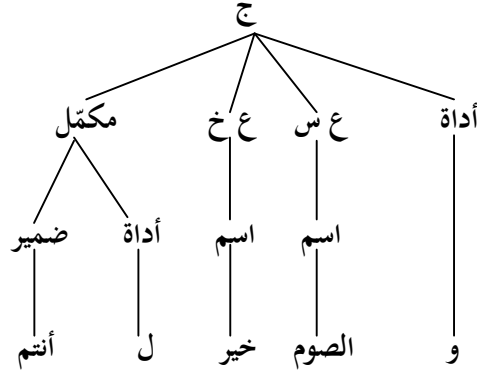 ج
أداة ع س ع خ مكمّل
اسم اسم أداة ضمير
و الصوم خير ل أنتم